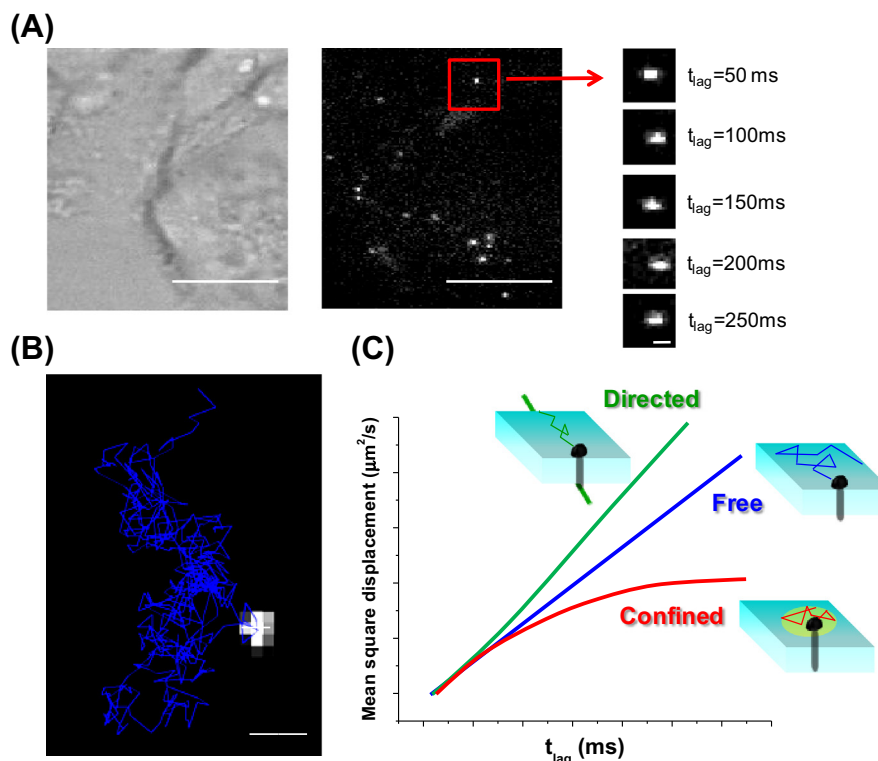 (A)
t_lag=50 ms
t_lag=100ms
t_lag=150ms
t_lag=200ms
t_lag=250ms
(B)
(C)
Directed
Free
Confined
Mean square displacement (μm²/s)
t_lag (ms)